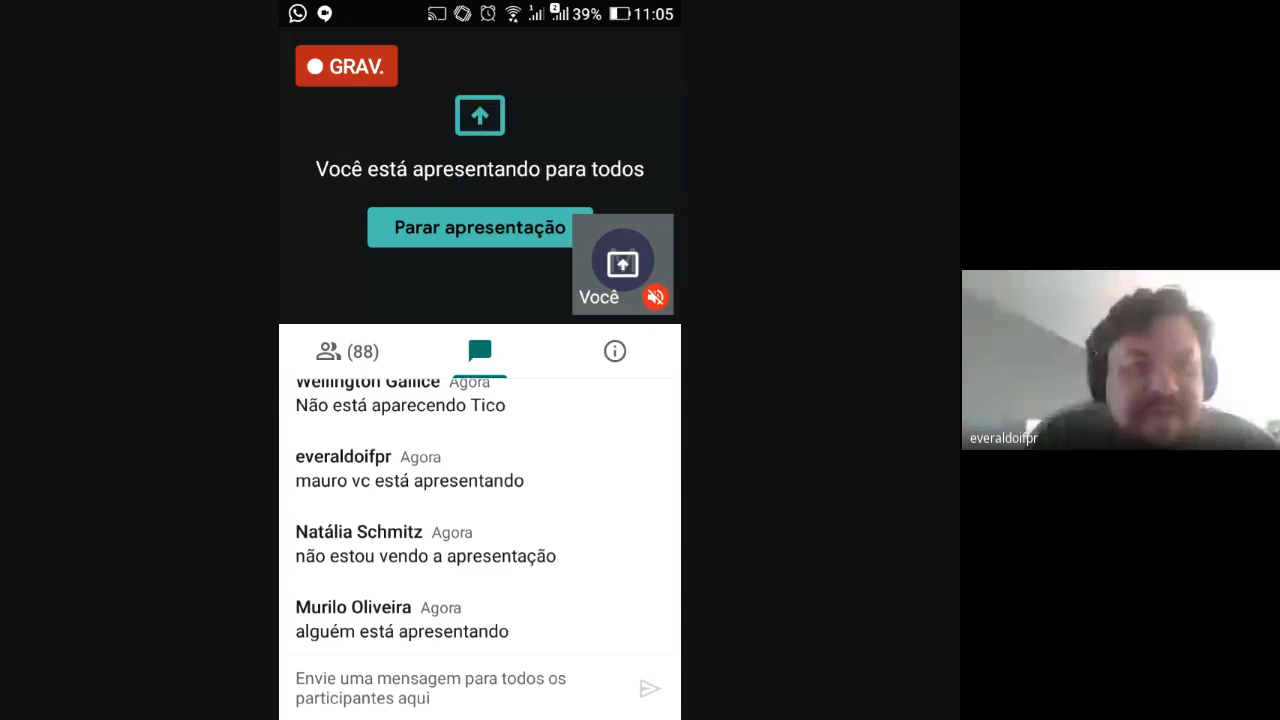 39% 11:05
GRAV.
Você está apresentando para todos
Parar apresentação
Você
(88)
Wellington Gallice Agora
Não está aparecendo Tico
everaldoifpr Agora
mauro vc está apresentando
Natália Schmitz Agora
não estou vendo a apresentação
Murilo Oliveira Agora
alguém está apresentando
Envie uma mensagem para todos os
participantes aqui
everaldoifpr